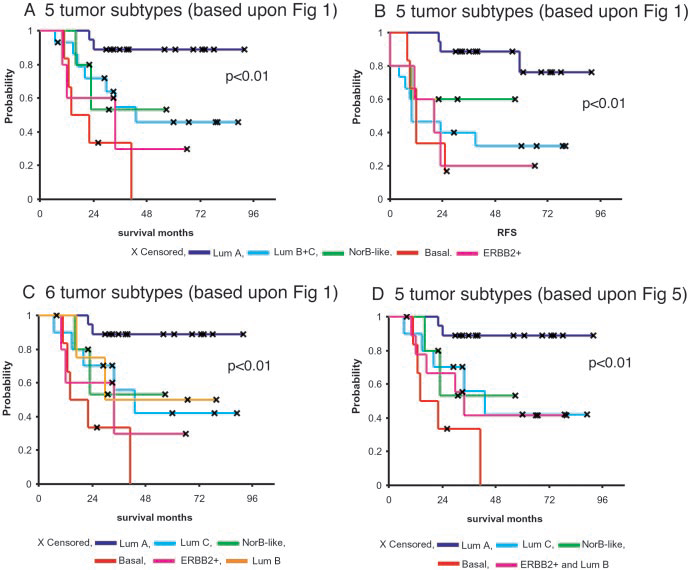 A 5 tumor subtypes (based upon Fig 1)
Probability
1
0.8
0.6
0.4
0.2
0
p<0.01
0 24 48 72 96
survival months
B 5 tumor subtypes (based upon Fig 1)
Probability
1
0.8
0.6
0.4
0.2
0
p<0.01
0 24 48 72 96
RFS
X Censored, Lum A, Lum B+C, NorB-like, Basal. ERBB2+
C 6 tumor subtypes (based upon Fig 1)
Probability
1
0.8
0.6
0.4
0.2
0
p<0.01
0 24 48 72 96
survival months
X Censored, Lum A, Lum C, NorB-like,
Basal, ERBB2+, Lum B
D 5 tumor subtypes (based upon Fig 5)
Probability
1
0.8
0.6
0.4
0.2
0
p<0.01
0 24 48 72 96
survival months
X Censored, Lum A, Lum C, NorB-like,
Basal, ERBB2+ and Lum B